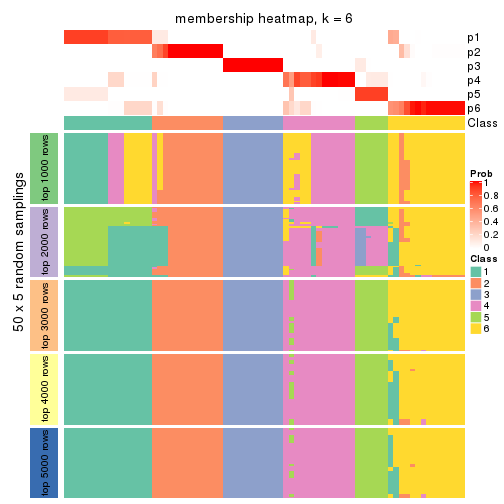 membership heatmap, k = 6
p1
p2
p3
p4
p5
p6
Class
50 x 5 random samplings
top 1000 rows
top 2000 rows
top 3000 rows
top 4000 rows
top 5000 rows
Prob
1
0.8
0.6
0.4
0.2
0
Class
1
2
3
4
5
6